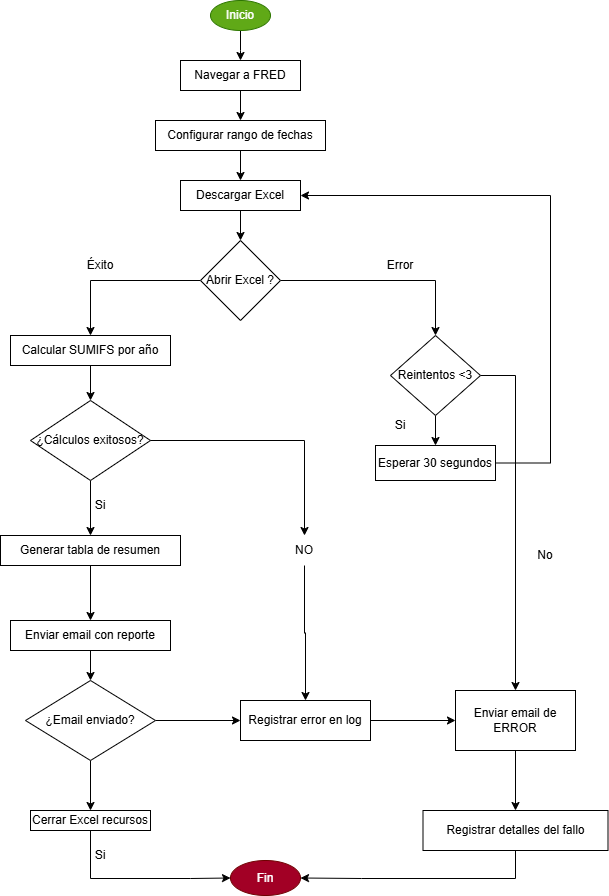 Inicio
Navegar a FRED
Configurar rango de fechas
Descargar Excel
Éxito
Abrir Excel ?
Error
Calcular SUMIFS por año
Reintentos <3
Si
¿Cálculos exitosos?
Esperar 30 segundos
Si
Generar tabla de resumen
NO
No
Enviar email con reporte
¿Email enviado?
Registrar error en log
Enviar email de
ERROR
Cerrar Excel recursos
Registrar detalles del fallo
Si
Fin